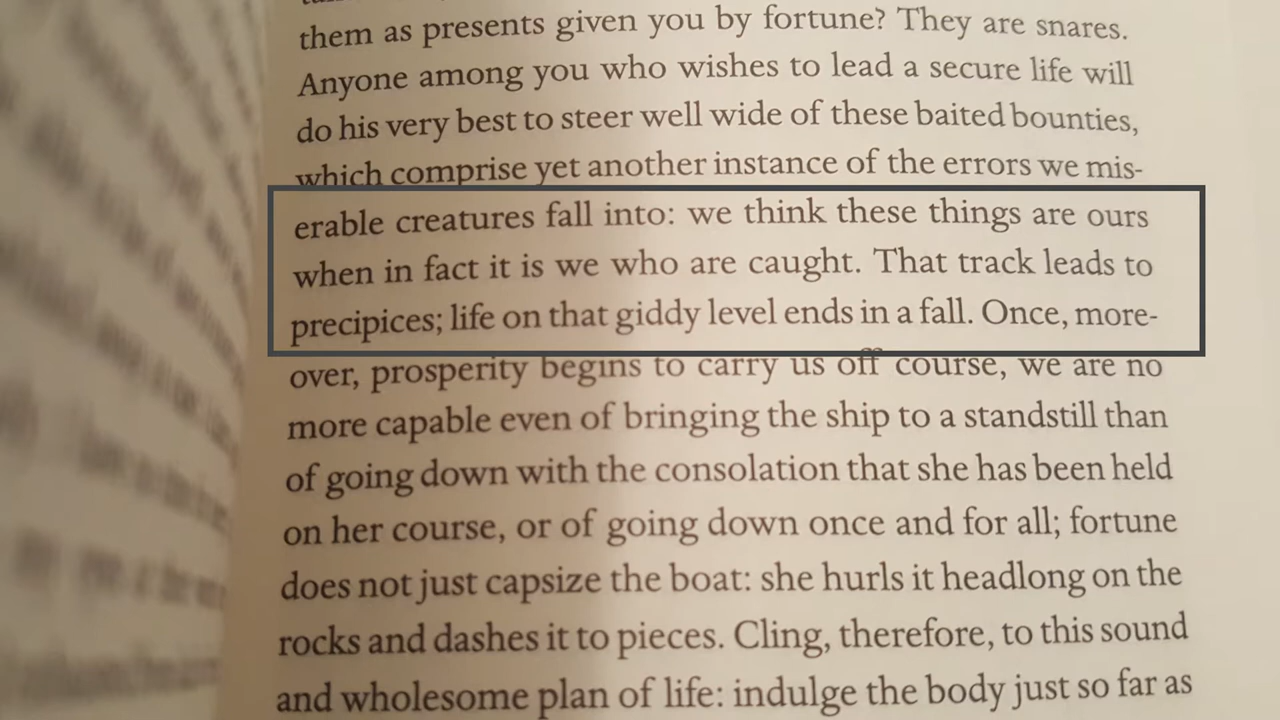 them as presents given you by fortune? They are snares.
Anyone among you who wishes to lead a secure life will
do his very best to steer well wide of these baited bounties,
which comprise yet another instance of the errors we mis-
erable creatures fall into: we think these things are ours
when in fact it is we who are caught. That track leads to
precipices; life on that giddy level ends in a fall. Once, more-
over, prosperity begins to carry us off course, we are no
more capable even of bringing the ship to a standstill than
of going down with the consolation that she has been held
on her course, or of going down once and for all; fortune
does not just capsize the boat: she hurls it headlong on the
rocks and dashes it to pieces. Cling, therefore, to this sound
and wholesome plan of life: indulge the body just so far as